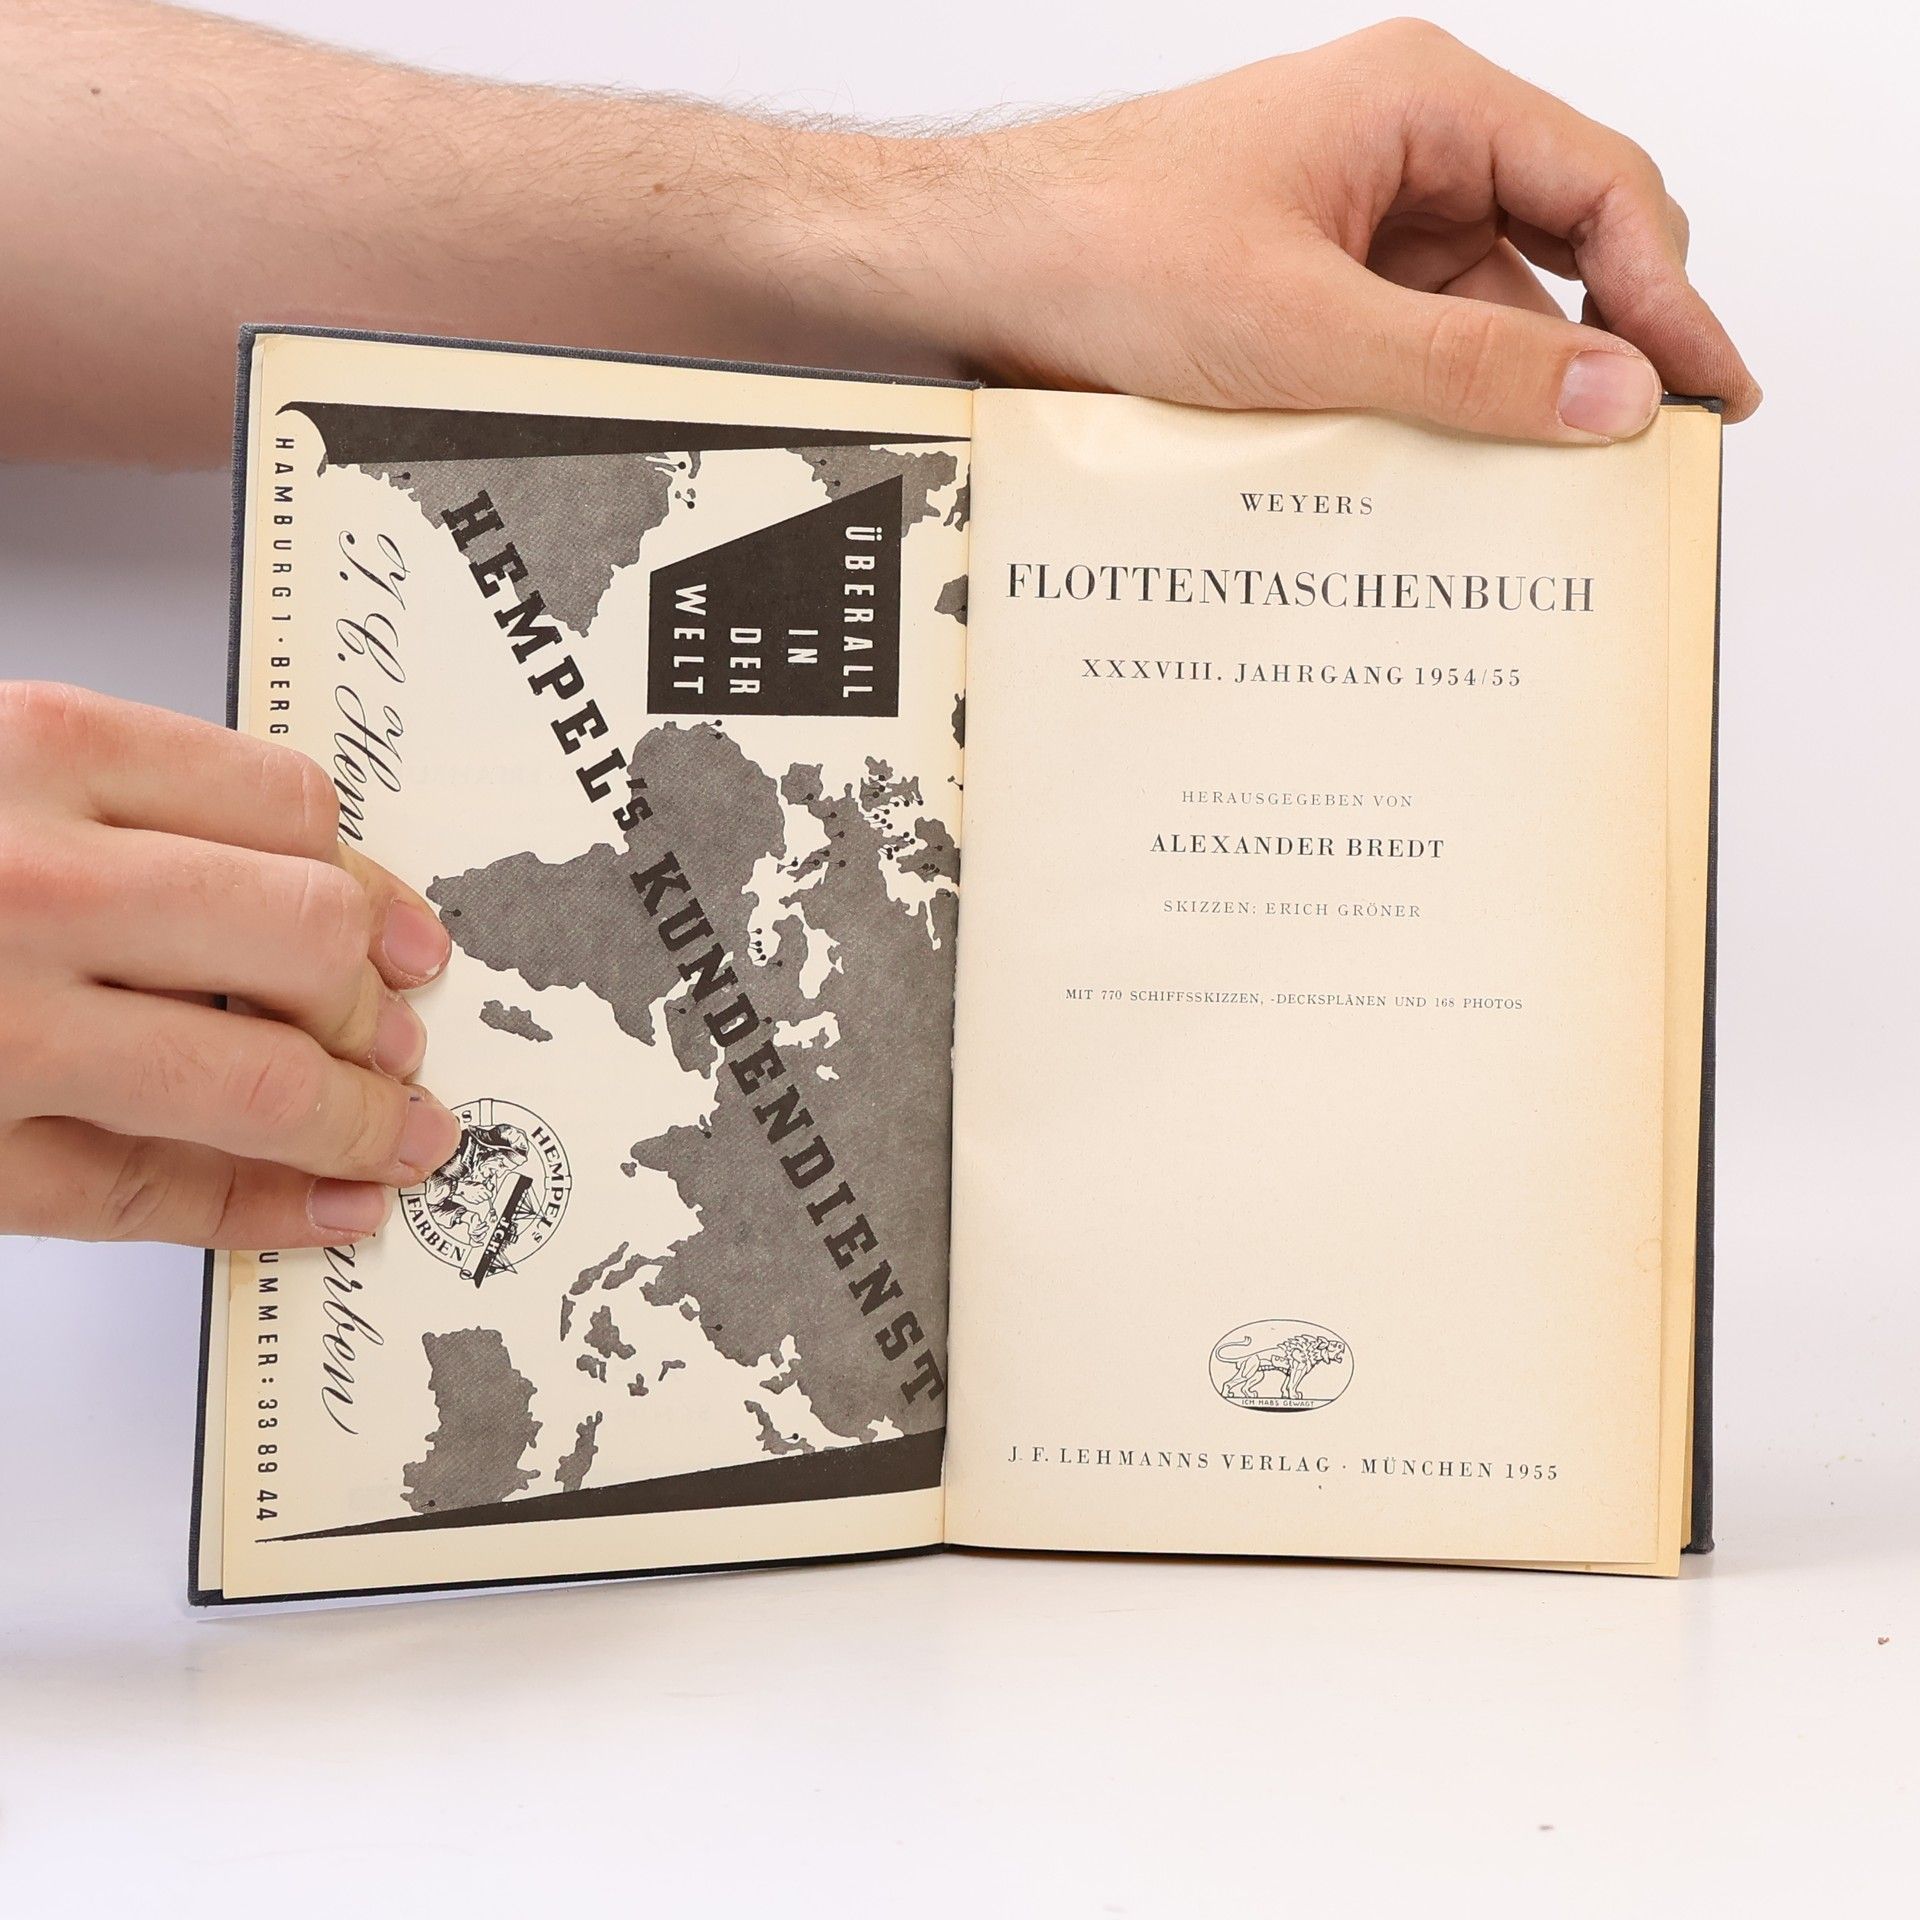 HAMBURG 1 · BERG
UMMER: 33 89 44
J. C. Hem
arben
HEMPEL's KUNDENDIENST
ÜBERALL
IN
DER
WELT
HEMPEL's
FARBEN
J.C.H.
WEYERS
FLOTTENTASCHENBUCH
XXXVIII. JAHRGANG 1954/55
HERAUSGEGEBEN VON
ALEXANDER BREDT
SKIZZEN: ERICH GRÖNER
MIT 770 SCHIFFSSKIZZEN, -DECKSPLÄNEN UND 168 PHOTOS
ICH HABS GEWAGT
J. F. LEHMANNS VERLAG · MÜNCHEN 1955